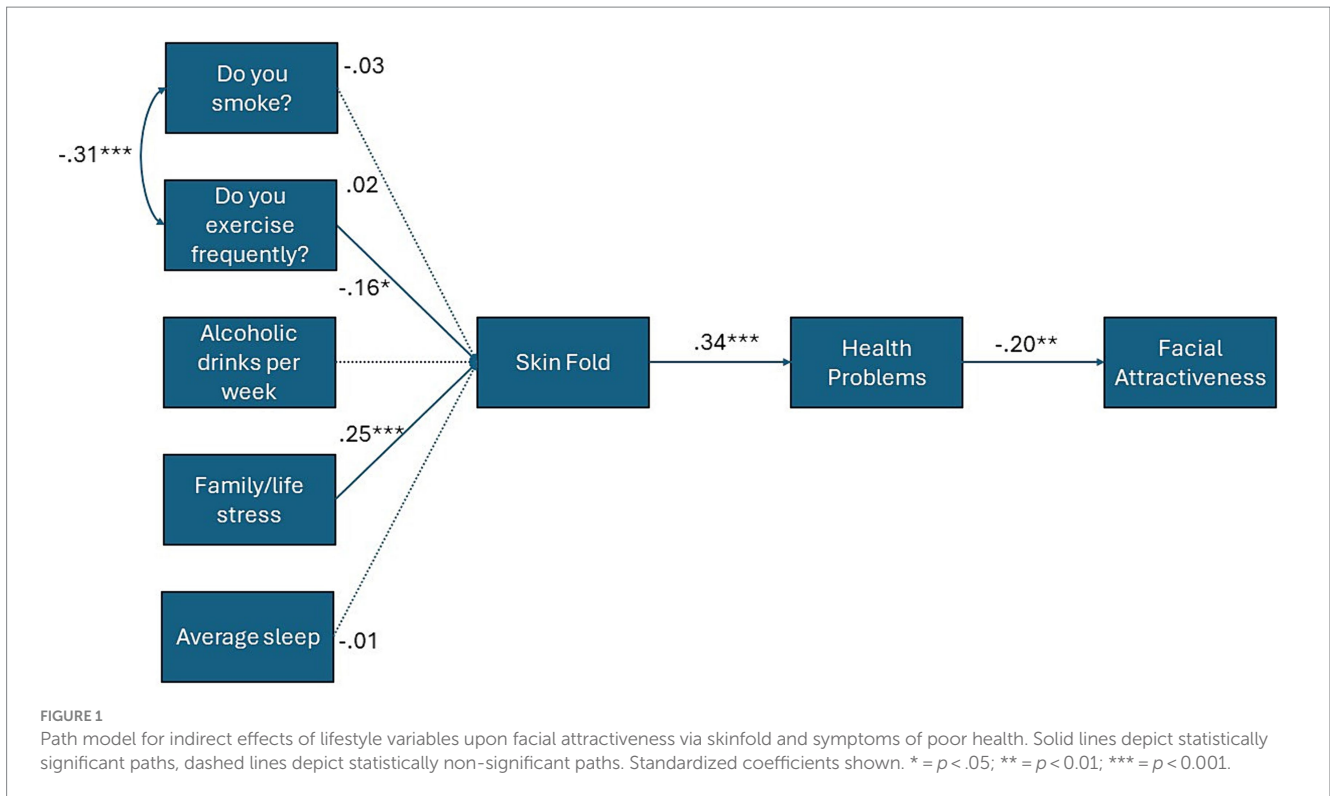 Do you
smoke?
-.03
-.31***
Do you
exercise
frequently?
.02
-.16*
Alcoholic
drinks per
week
Skin Fold
.34***
Health
Problems
-.20**
Facial
Attractiveness
.25***
Family/life
stress
Average sleep
-.01
FIGURE 1
Path model for indirect effects of lifestyle variables upon facial attractiveness via skinfold and symptoms of poor health. Solid lines depict statistically
significant paths, dashed lines depict statistically non-significant paths. Standardized coefficients shown. * = p < .05; ** = p < 0.01; *** = p < 0.001.